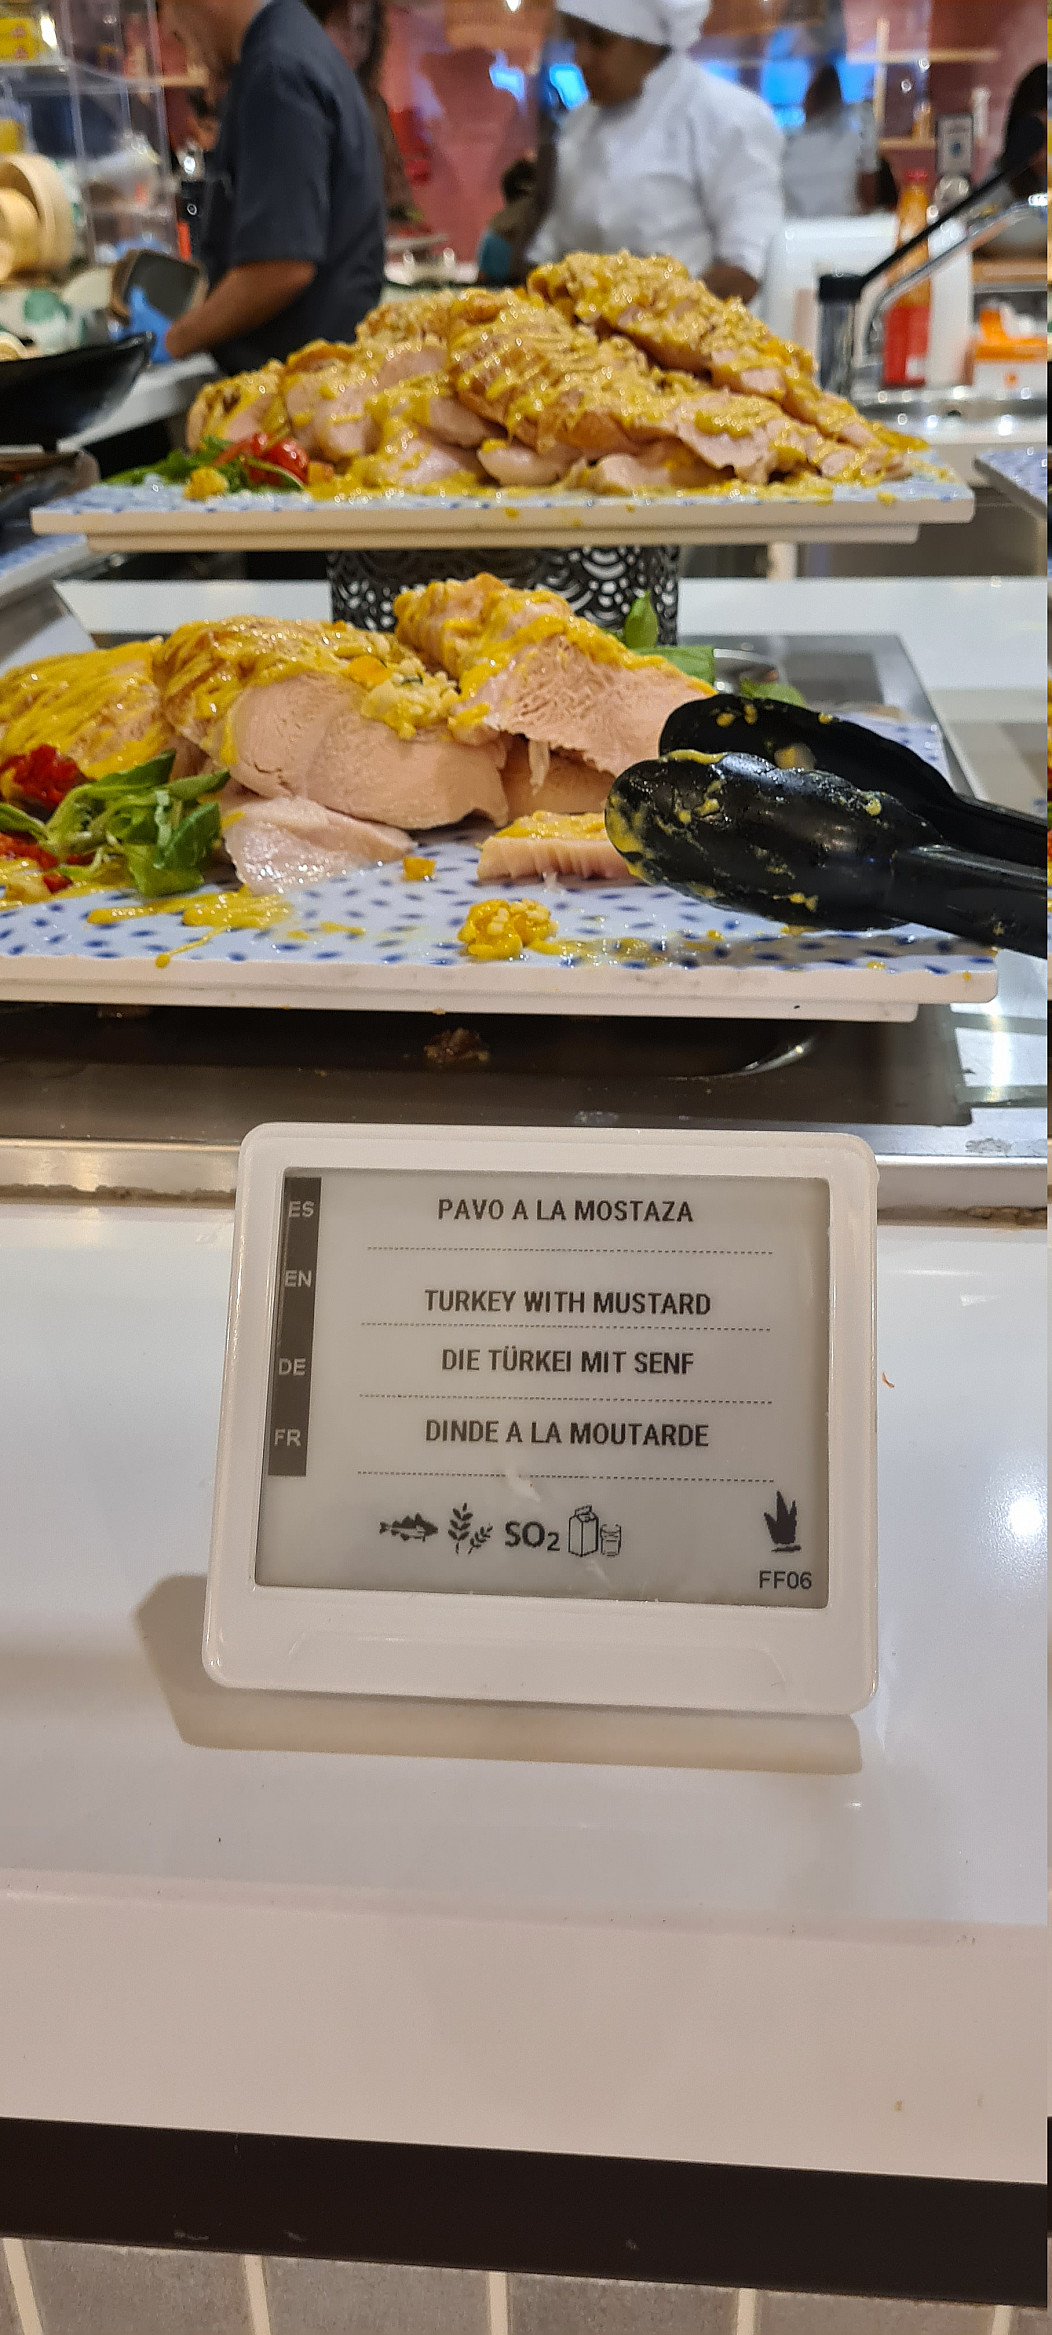 ES
PAVO A LA MOSTAZA
EN
TURKEY WITH MUSTARD
DE
DIE TÜRKEI MIT SENF
FR
DINDE A LA MOUTARDE
SO2
FF06